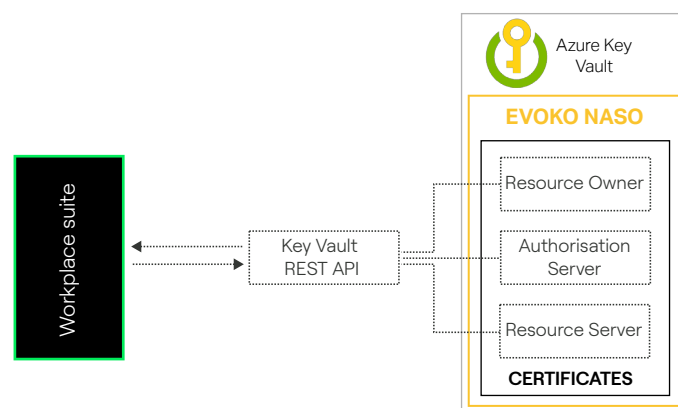 Azure Key
Vault
EVOKO NASO
Resource Owner
Workplace suite
Key Vault
REST API
Authorisation
Server
Resource Server
CERTIFICATES